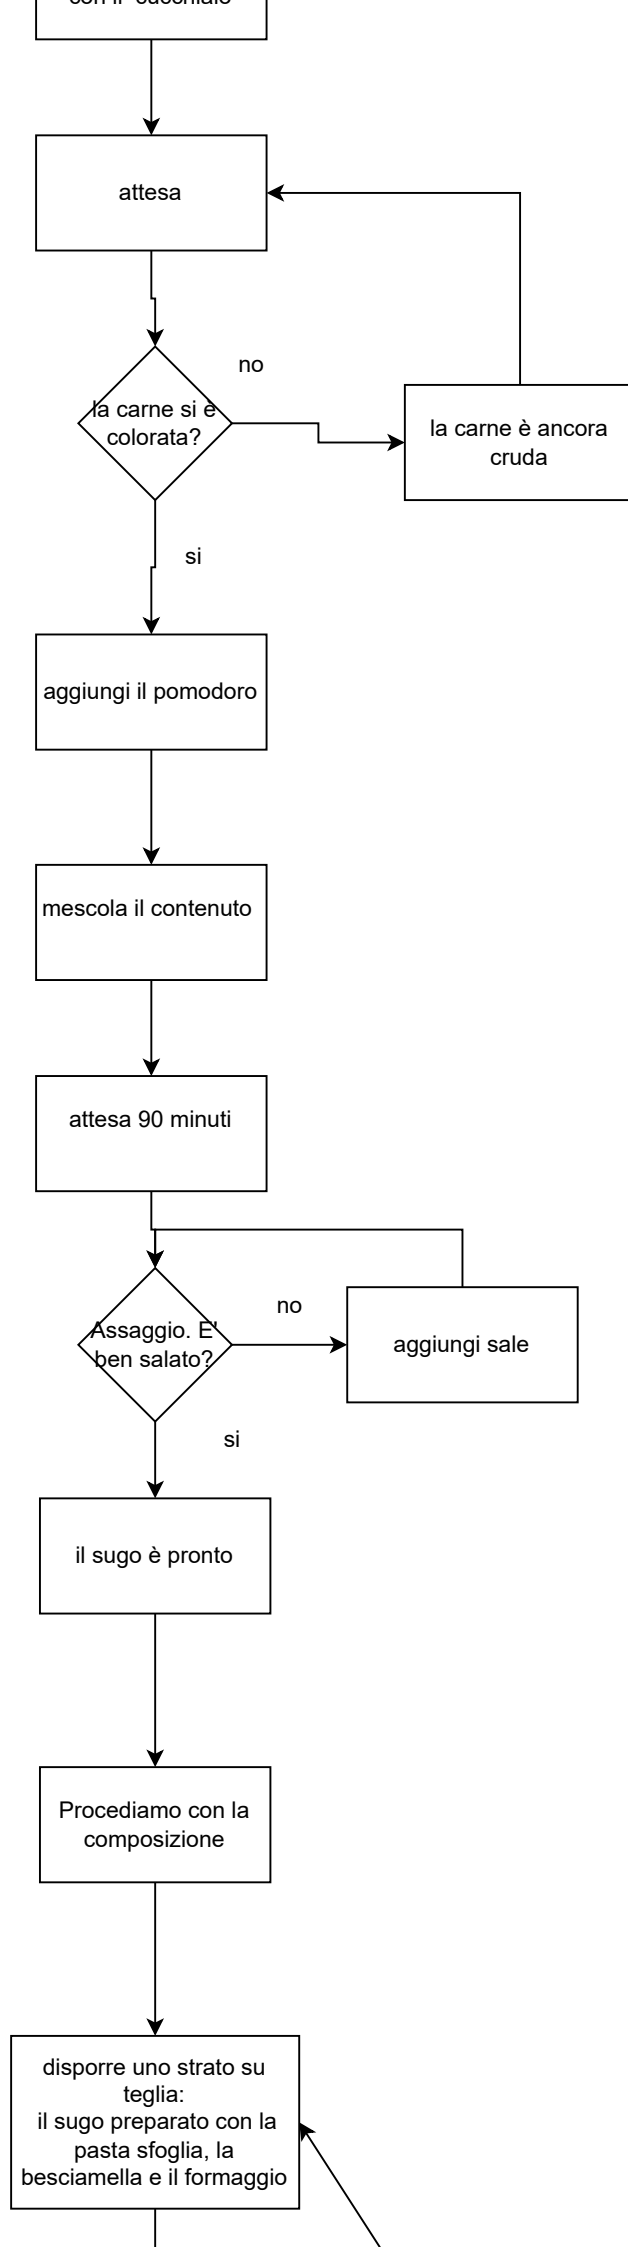 attesa
no
la carne si è
colorata?
la carne è ancora
cruda
si
aggiungi il pomodoro
mescola il contenuto
attesa 90 minuti
no
Assaggio. E'
ben salato?
aggiungi sale
si
il sugo è pronto
Procediamo con la
composizione
disporre uno strato su
teglia:
il sugo preparato con la
pasta sfoglia, la
besciamella e il formaggio